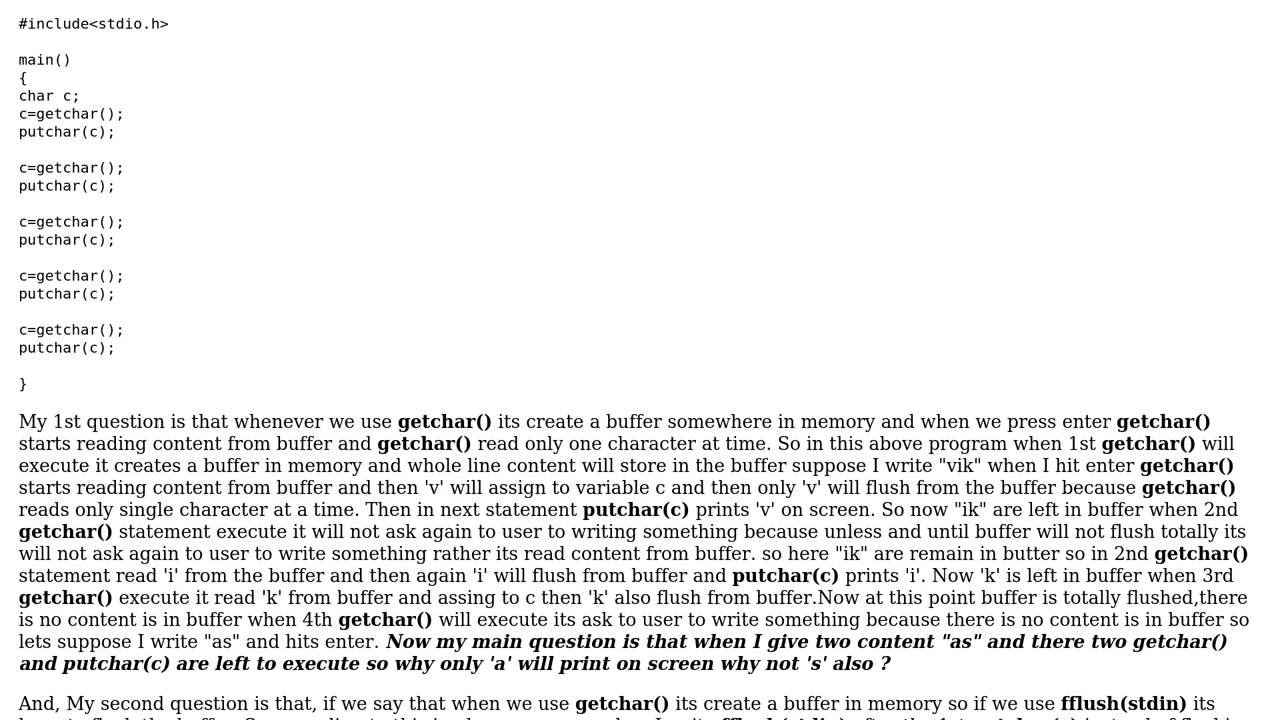 #include<stdio.h>
main()
{
char c;
c=getchar();
putchar(c);
c=getchar();
putchar(c);
c=getchar();
putchar(c);
c=getchar();
putchar(c);
c=getchar();
putchar(c);
}
My 1st question is that whenever we use getchar() its create a buffer somewhere in memory and when we press enter getchar()
starts reading content from buffer and getchar() read only one character at time. So in this above program when 1st getchar() will
execute it creates a buffer in memory and whole line content will store in the buffer suppose I write "vik" when I hit enter getchar()
starts reading content from buffer and then 'v' will assign to variable c and then only 'v' will flush from the buffer because getchar()
reads only single character at a time. Then in next statement putchar(c) prints 'v' on screen. So now "ik" are left in buffer when 2nd
getchar() statement execute it will not ask again to user to writing something because unless and until buffer will not flush totally its
will not ask again to user to write something rather its read content from buffer. so here "ik" are remain in butter so in 2nd getchar()
statement read 'i' from the buffer and then again 'i' will flush from buffer and putchar(c) prints 'i'. Now 'k' is left in buffer when 3rd
getchar() execute it read 'k' from buffer and assing to c then 'k' also flush from buffer.Now at this point buffer is totally flushed,there
is no content is in buffer when 4th getchar() will execute its ask to user to write something because there is no content is in buffer so
lets suppose I write "as" and hits enter. Now my main question is that when I give two content "as" and there two getchar()
and putchar(c) are left to execute so why only 'a' will print on screen why not 's' also ?
And, My second question is that, if we say that when we use getchar() its create a buffer in memory so if we use fflush(stdin) its